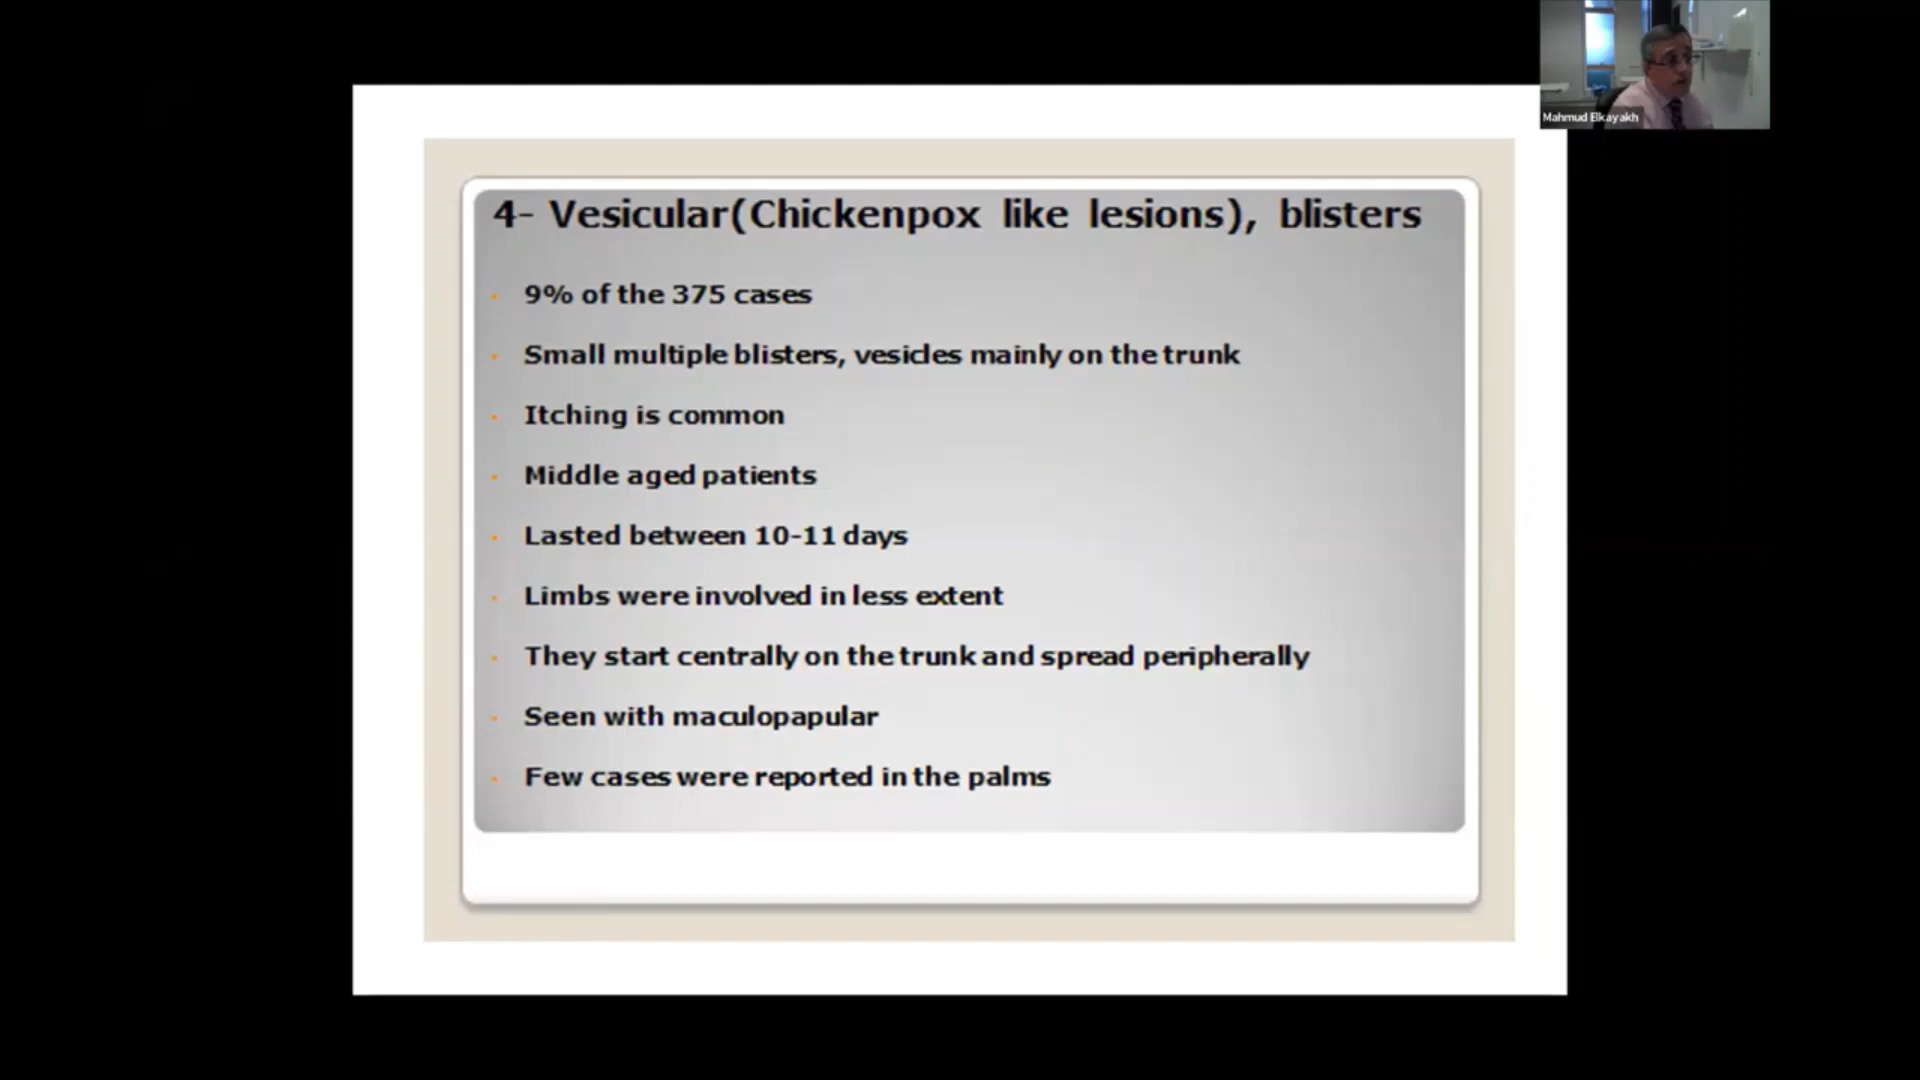 Mahmud Elkayakh
4- Vesicular(Chickenpox like lesions), blisters
9% of the 375 cases
Small multiple blisters, vesicles mainly on the trunk
Itching is common
Middle aged patients
Lasted between 10-11 days
Limbs were involved in less extent
They start centrally on the trunk and spread peripherally
Seen with maculopapular
Few cases were reported in the palms